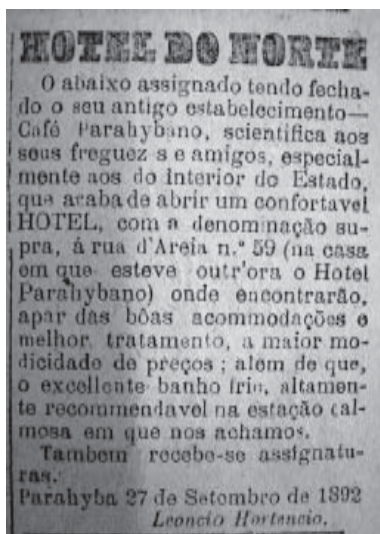 HOTEL DO NORTE
O abaixo assignado tendo fecha-
do o seu antigo estabelecimento—
Café Parahybano, scientifica aos
seus freguez s e amigos, especial-
mente aos do interior do Estado,
que acaba de abrir um confortavel
HOTEL, com a denominação su-
pra, á rua d'Areia n.º 59 (na casa
em que esteve outr'ora o Hotel
Parahybano) onde encontrarão,
apar das bôas acommodações e
melhor tratamento, a maior mo-
dicidade de preços ; alem de que,
o excellente banho frio, altamen-
te recommendavel na estação cal-
mosa em que nos achamos.
Tambem recebe-se assignatu-
ras.
Parahyba 27 de Setembro de 1892
Leoncio Hortencio.